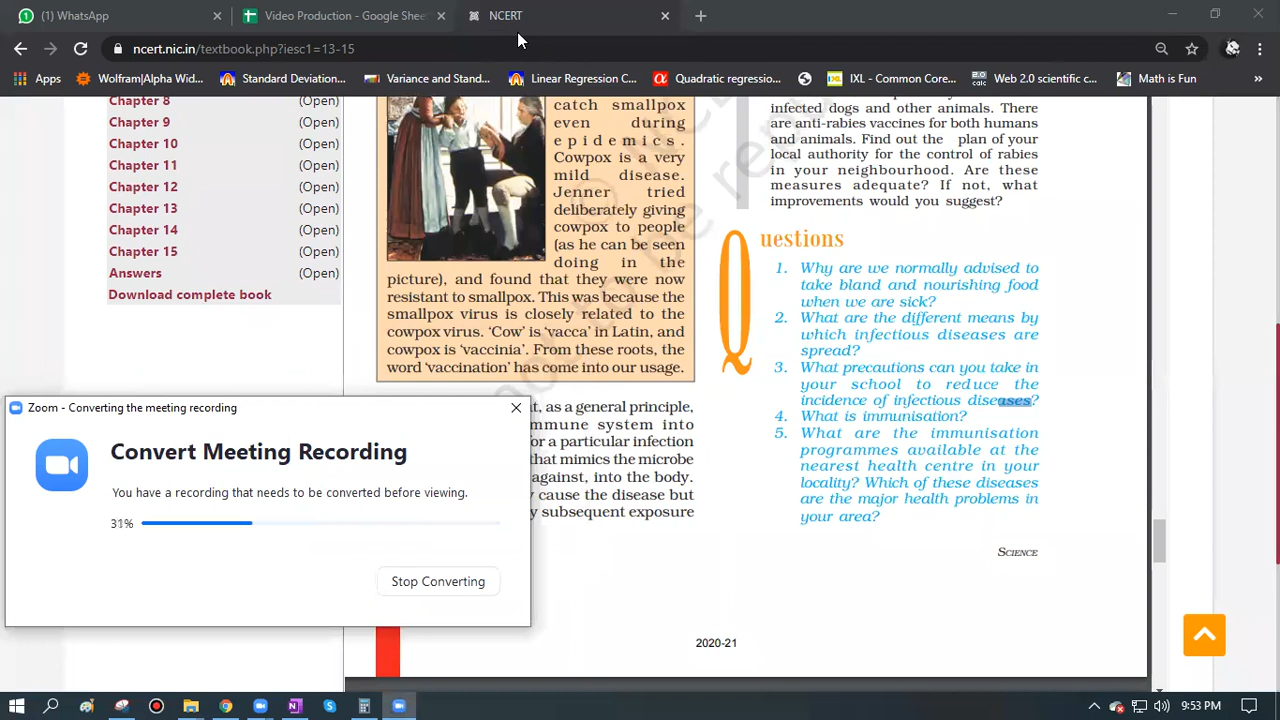 (1) WhatsApp
Video Production - Google Shee
NCERT
ncert.nic.in/textbook.php?iesc1=13-15
Apps
Wolfram|Alpha Wid...
Standard Deviation...
Variance and Stand...
Linear Regression C...
Quadratic regressio...
IXL - Common Core...
Web 2.0 scientific c...
Math is Fun
»
Chapter 8 (Open)
Chapter 9 (Open)
Chapter 10 (Open)
Chapter 11 (Open)
Chapter 12 (Open)
Chapter 13 (Open)
Chapter 14 (Open)
Chapter 15 (Open)
Answers (Open)
Download complete book
catch smallpox
even during
epidemics.
Cowpox is a very
mild disease.
Jenner tried
deliberately giving
cowpox to people
(as he can be seen
doing in the
picture), and found that they were now
resistant to smallpox. This was because the
smallpox virus is closely related to the
cowpox virus. ‘Cow’ is ‘vacca’ in Latin, and
cowpox is ‘vaccinia’. From these roots, the
word ‘vaccination’ has come into our usage.
t, as a general principle,
mmune system into
or a particular infection
that mimics the microbe
against, into the body.
y cause the disease but
y subsequent exposure
infected dogs and other animals. There
are anti-rabies vaccines for both humans
and animals. Find out the plan of your
local authority for the control of rabies
in your neighbourhood. Are these
measures adequate? If not, what
improvements would you suggest?
Questions
1. Why are we normally advised to
take bland and nourishing food
when we are sick?
2. What are the different means by
which infectious diseases are
spread?
3. What precautions can you take in
your school to reduce the
incidence of infectious diseases?
4. What is immunisation?
5. What are the immunisation
programmes available at the
nearest health centre in your
locality? Which of these diseases
are the major health problems in
your area?
SCIENCE
2020-21
Zoom - Converting the meeting recording
Convert Meeting Recording
You have a recording that needs to be converted before viewing.
31%
Stop Converting
9:53 PM